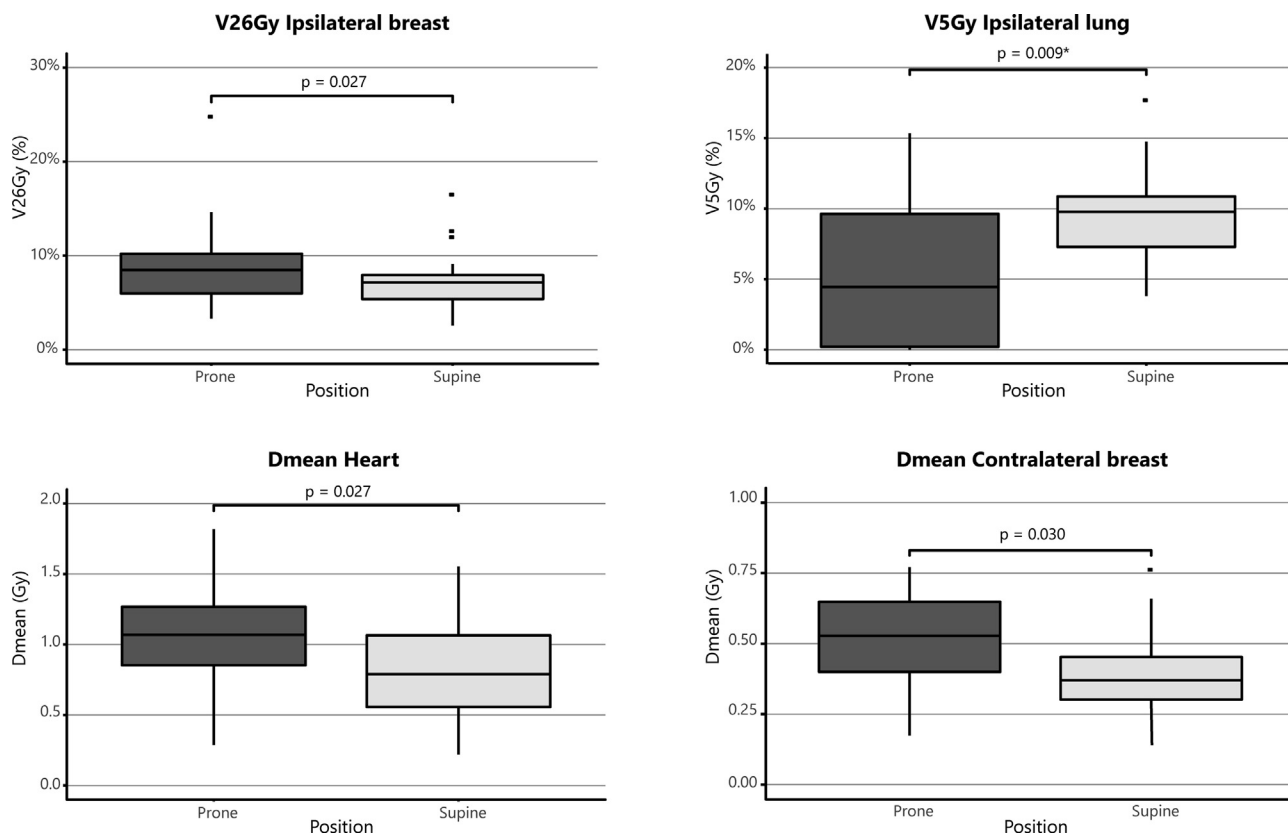 V26Gy Ipsilateral breast
30%
p = 0.027
20%
V26Gy (%)
10%
0%
Prone
Supine
Position
V5Gy Ipsilateral lung
p = 0.009*
20%
15%
V5Gy (%)
10%
5%
0%
Prone
Supine
Position
Dmean Heart
2.0
p = 0.027
1.5
Dmean (Gy)
1.0
0.5
0.0
Prone
Supine
Position
Dmean Contralateral breast
1.00
p = 0.030
0.75
Dmean (Gy)
0.50
0.25
0.00
Prone
Supine
Position